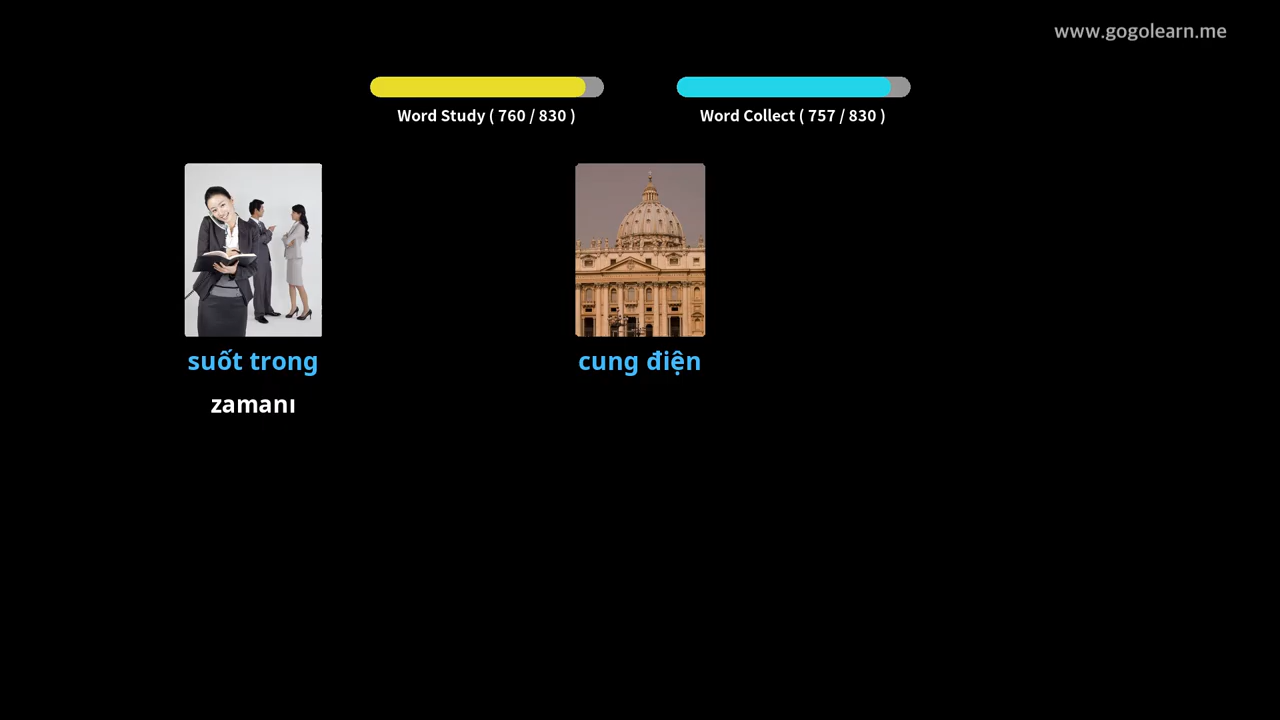 www.gogolearn.me
Word Study ( 760 / 830 )
Word Collect ( 757 / 830 )
suốt trong
cung điện
zamanı